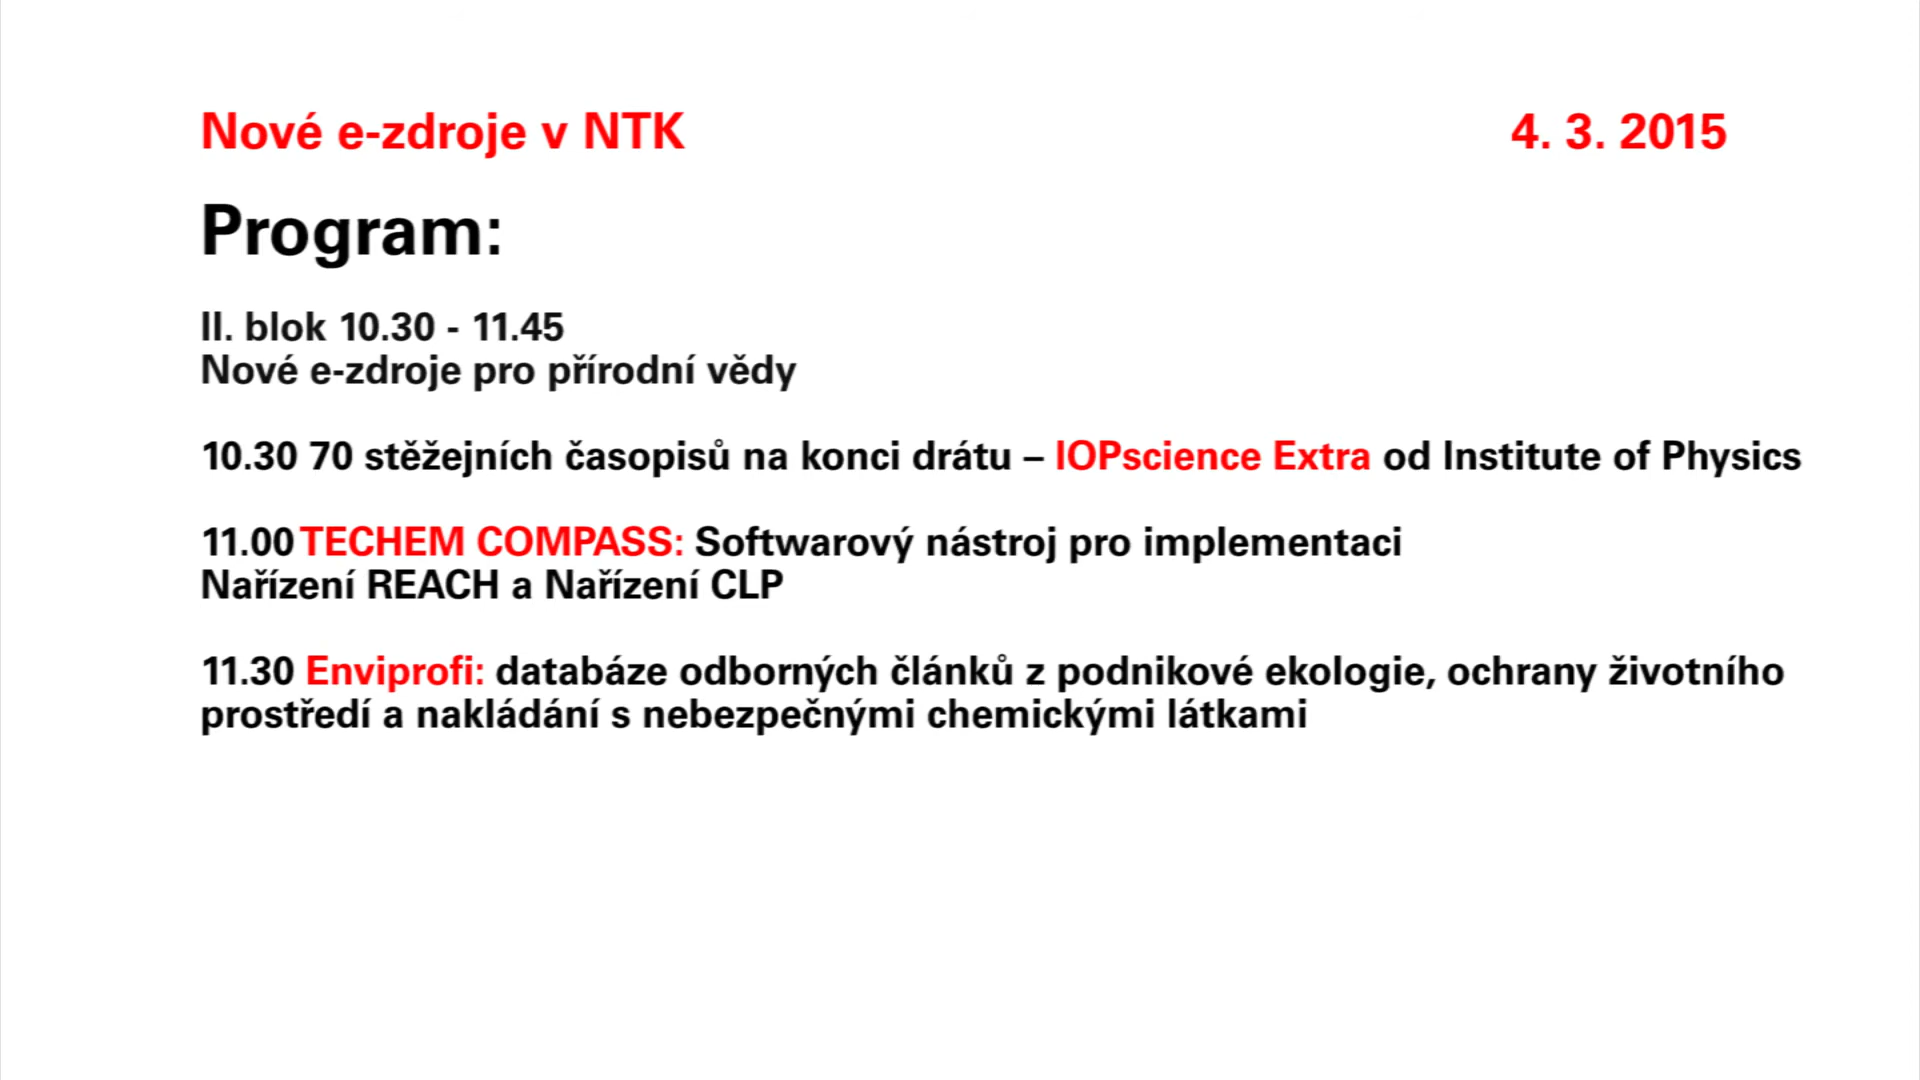 Nové e-zdroje v NTK 4. 3. 2015
Program:
II. blok 10.30 - 11.45
Nové e-zdroje pro přírodní vědy
10.30 70 stěžejních časopisů na konci drátu – IOPscience Extra od Institute of Physics
11.00 TECHEM COMPASS: Softwarový nástroj pro implementaci
Nařízení REACH a Nařízení CLP
11.30 Enviprofi: databáze odborných článků z podnikové ekologie, ochrany životního
prostředí a nakládání s nebezpečnými chemickými látkami